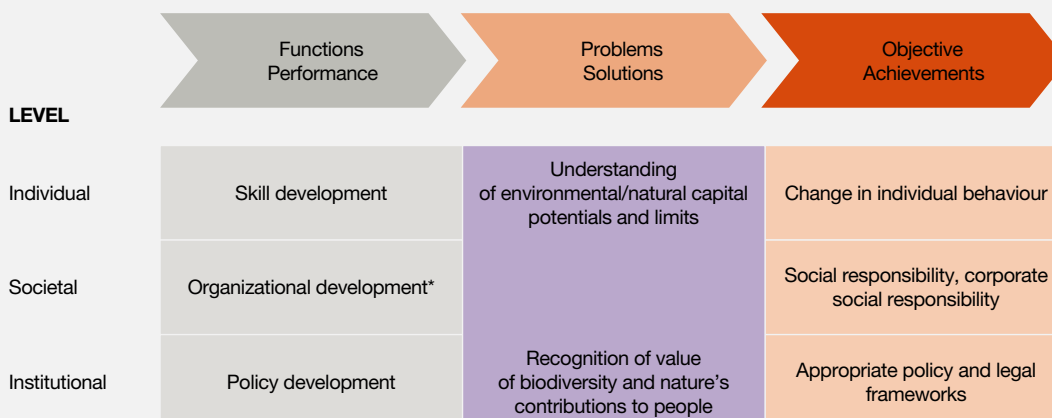 Functions
Performance
Problems
Solutions
Objective
Achievements
LEVEL
Individual
Skill development
Understanding
of environmental/natural capital
potentials and limits
Change in individual behaviour
Societal
Organizational development*
Social responsibility, corporate
social responsibility
Institutional
Policy development
Recognition of value
of biodiversity and nature’s
contributions to people
Appropriate policy and legal
frameworks